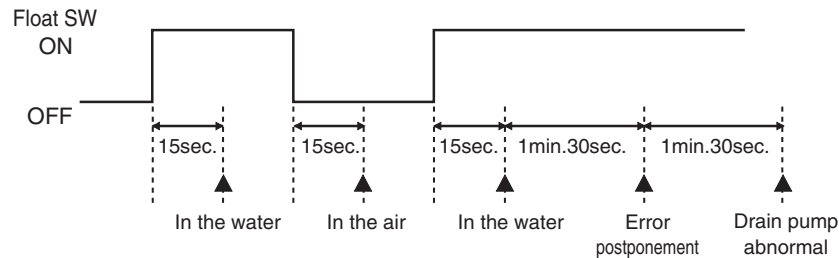 Float SW
ON
OFF
15sec. 15sec. 15sec. 1min.30sec. 1min.30sec.
In the water In the air In the water Error postponement Drain pump abnormal